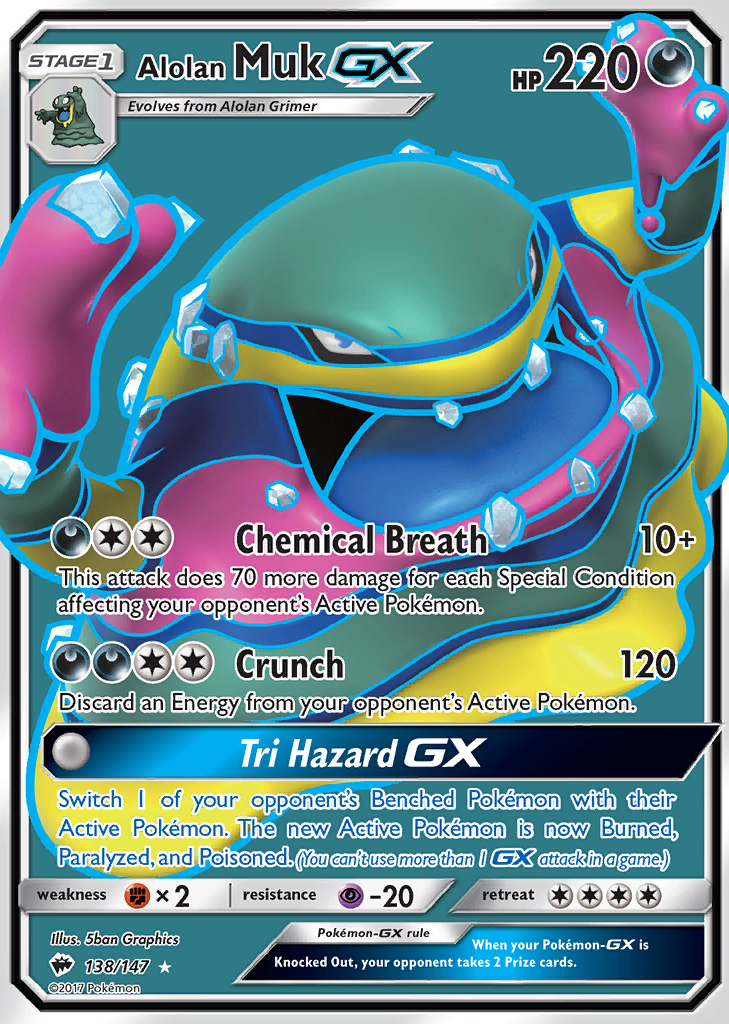 STAGE1 Alolan Muk GX HP 220
Evolves from Alolan Grimer
Chemical Breath 10+
This attack does 70 more damage for each Special Condition
affecting your opponent's Active Pokémon.
Crunch 120
Discard an Energy from your opponent's Active Pokémon.
Tri Hazard GX
Switch 1 of your opponent's Benched Pokémon with their
Active Pokémon. The new Active Pokémon is now Burned,
Paralyzed, and Poisoned. (You can't use more than 1 GX attack in a game.)
weakness ×2 resistance -20 retreat
Illus. 5ban Graphics
138/147
©2017 Pokémon
Pokémon-GX rule
When your Pokémon-GX is
Knocked Out, your opponent takes 2 Prize cards.